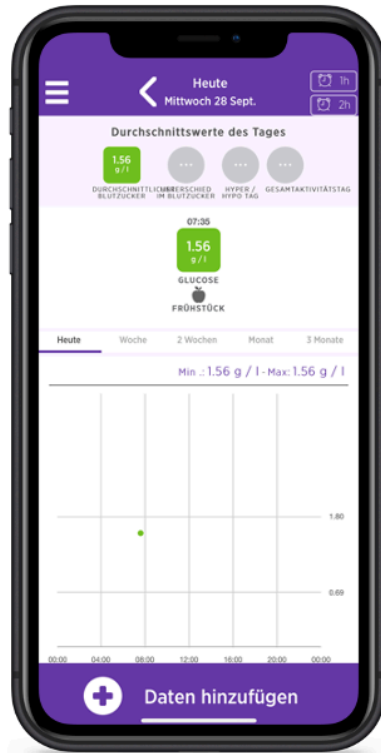 Heute
Mittwoch 28 Sept.
1h
2h
Durchschnittswerte des Tages
1.56
g/l
...
...
...
BLUTZUCKER
IM BLUTZUCKER
HYPER /
HYPO TAG
GESAMTAKTIVITÄTSTAG
07:35
1.56
g/l
GLUCOSE
FRÜHSTÜCK
Heute Woche 2 Wochen Monat 3 Monate
Min .: 1.56 g / l - Max: 1.56 g / l
1.80
0.69
00:00 04:00 08:00 12:00 16:00 20:00 00:00
Daten hinzufügen